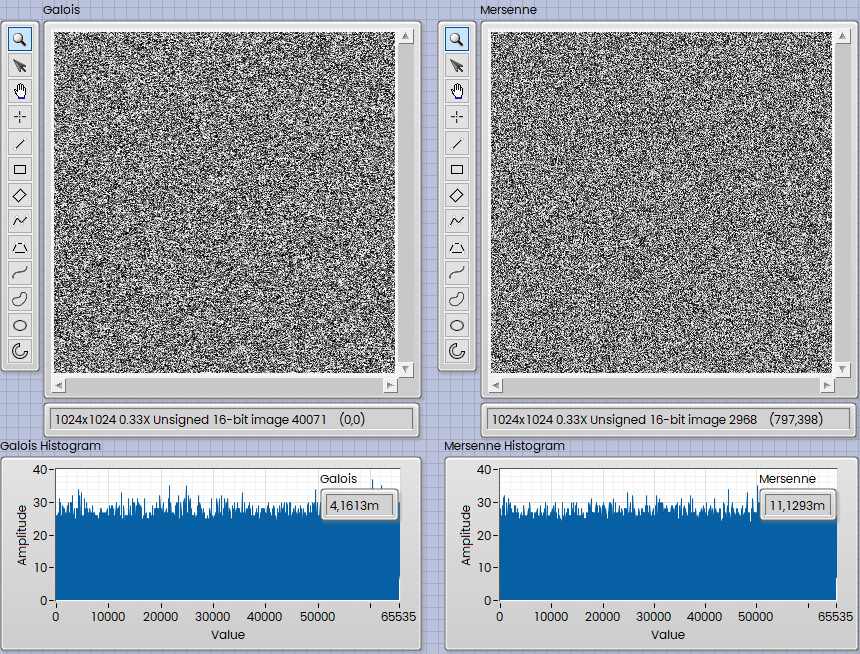 Galois
Mersenne
1024x1024 0.33X Unsigned 16-bit image 40071 (0,0)
1024x1024 0.33X Unsigned 16-bit image 2968 (797,398)
Galois Histogram
Mersenne Histogram
40
30
20
10
0
Amplitude
0 10000 20000 30000 40000 50000 65535
Value
Galois
4,1613m
40
30
20
10
0
Amplitude
0 10000 20000 30000 40000 50000 65535
Value
Mersenne
11,1293m